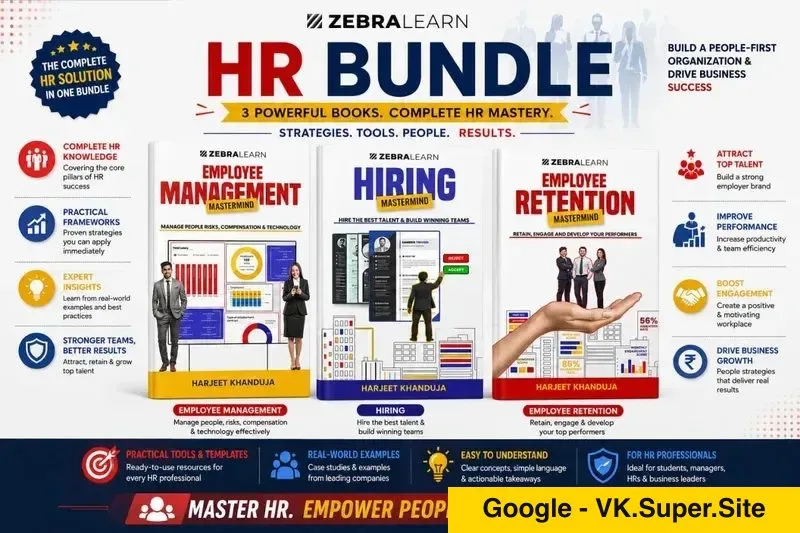 ZEBRALEARN
HR BUNDLE
3 POWERFUL BOOKS. COMPLETE HR MASTERY.
STRATEGIES. TOOLS. PEOPLE. RESULTS.
THE COMPLETE
HR SOLUTION
IN ONE BUNDLE
BUILD A PEOPLE-FIRST
ORGANIZATION &
DRIVE BUSINESS
SUCCESS
COMPLETE HR
KNOWLEDGE
Covering the core
pillars of HR
success
PRACTICAL
FRAMEWORKS
Proven strategies
you can apply
immediately
EXPERT
INSIGHTS
Learn from real-world
examples and best
practices
STRONGER TEAMS,
BETTER RESULTS
Attract, retain & grow
top talent
ZEBRALEARN
EMPLOYEE
MANAGEMENT
MASTERMIND
MANAGE PEOPLE RISKS, COMPENSATION & TECHNOLOGY
HARJEET KHANDUJA
ZEBRALEARN
HIRING
MASTERMIND
HIRE THE BEST TALENT & BUILD WINNING TEAMS
REJECT
ACCEPT
HARJEET KHANDUJA
ZEBRALEARN
EMPLOYEE
RETENTION
MASTERMIND
RETAIN, ENGAGE AND DEVELOP YOUR PERFORMERS
56%
86%
HARJEET KHANDUJA
ATTRACT
TOP TALENT
Build a strong
employer brand
IMPROVE
PERFORMANCE
Increase productivity
& team efficiency
BOOST
ENGAGEMENT
Create a positive
& motivating
workplace
DRIVE BUSINESS
GROWTH
People strategies
that deliver real
results
EMPLOYEE MANAGEMENT
Manage people, risks, compensation
& technology effectively
HIRING
Hire the best talent &
build winning teams
EMPLOYEE RETENTION
Retain, engage & develop
your top performers
PRACTICAL TOOLS & TEMPLATES
Ready-to-use resources for
every HR professional
REAL-WORLD EXAMPLES
Case studies & examples
from leading companies
EASY TO UNDERSTAND
Clear concepts, simple language
& actionable takeaways
FOR HR PROFESSIONALS
Ideal for students, managers,
HRs & business leaders
MASTER HR. EMPOWER PEOP
Google - VK.Super.Site